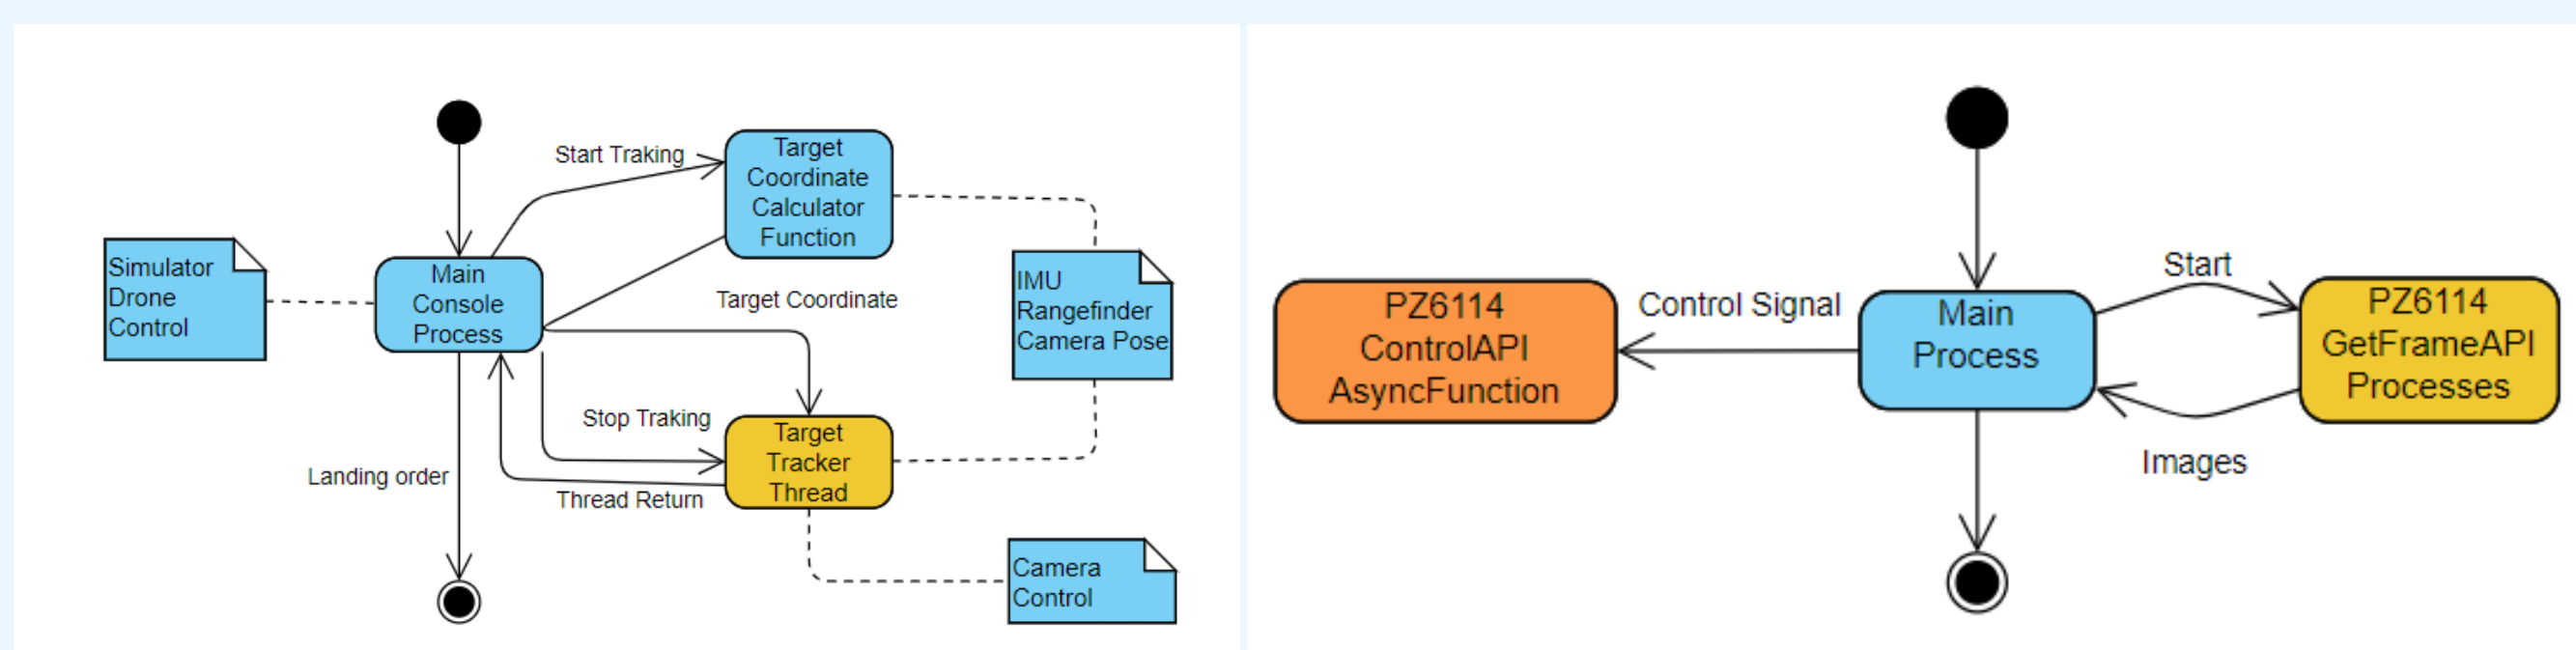 Start Traking
Target
Coordinate
Calculator
Function
Simulator
Drone
Control
Main
Console
Process
IMU
Rangefinder
Camera Pose
Target Coordinate
Stop Traking
Target
Tracker
Thread
Landing order
Thread Return
Camera
Control
PZ6114
ControlAPI
AsyncFunction
Control Signal
Main
Process
Start
PZ6114
GetFrameAPI
Processes
Images